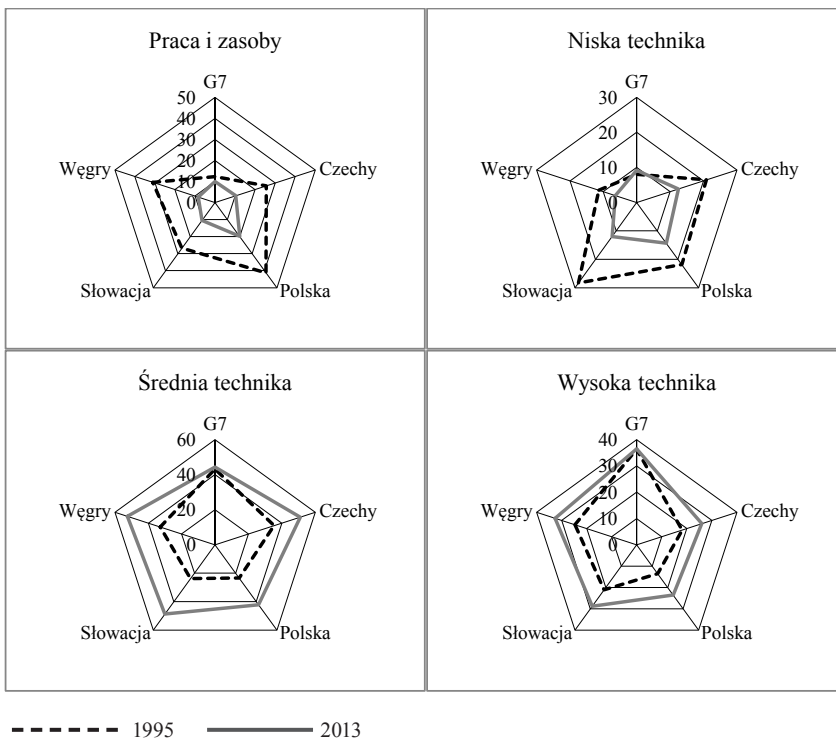 Praca i zasoby
G7
50
40
30
20
10
0
Węgry
Czechy
Słowacja
Polska
Niska technika
G7
30
20
10
0
Węgry
Czechy
Słowacja
Polska
Średnia technika
G7
60
40
20
0
Węgry
Czechy
Słowacja
Polska
Wysoka technika
G7
40
30
20
10
0
Węgry
Czechy
Słowacja
Polska
1995 2013